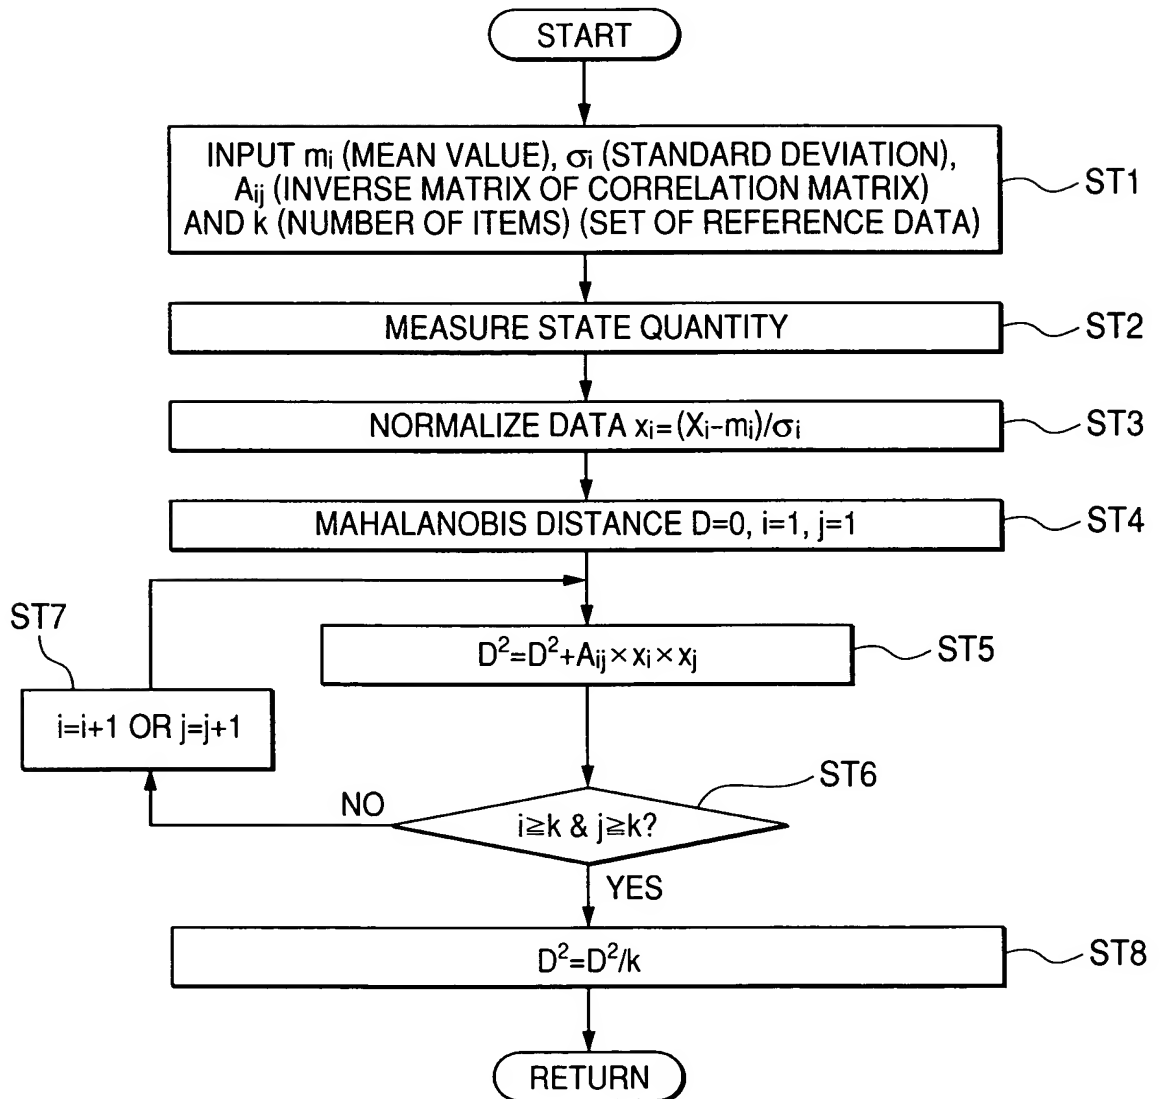 START
INPUT mi (MEAN VALUE), σi (STANDARD DEVIATION),
Aij (INVERSE MATRIX OF CORRELATION MATRIX)
AND k (NUMBER OF ITEMS) (SET OF REFERENCE DATA)
ST1
MEASURE STATE QUANTITY
ST2
NORMALIZE DATA xi=(Xi-mi)/σi
ST3
MAHALANOBIS DISTANCE D=0, i=1, j=1
ST4
ST7
D²=D²+Aij×xi×xj
ST5
i=i+1 OR j=j+1
ST6
NO
i≧k & j≧k?
YES
D²=D²/k
ST8
RETURN